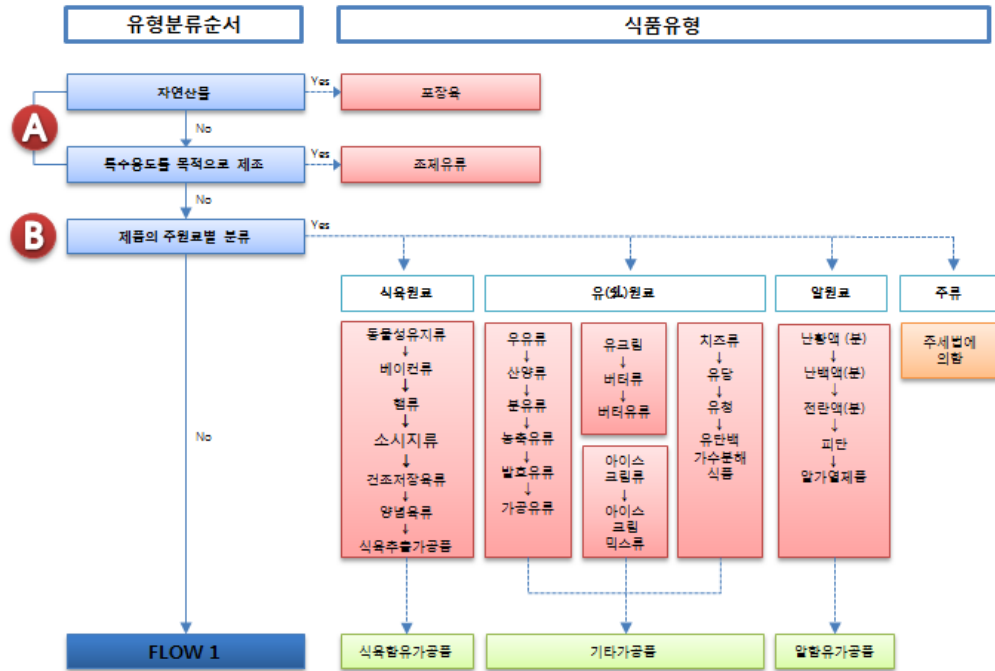 유형분류순서
식품유형
A
자연산물
Yes
포장육
No
특수용도를 목적으로 제조
Yes
조제유류
No
B
제품의 주원료별 분류
Yes
식육원료
유(乳)원료
알원료
주류
동물성유지류
↓
베이컨류
↓
햄류
↓
소시지류
↓
건조저장육류
↓
양념육류
↓
식육추출가공품
우유류
↓
산양류
↓
분유류
↓
농축유류
↓
발효유류
↓
가공유류
유크림
↓
버터류
↓
버터유류
아이스
크림류
↓
아이스
크림
믹스류
치즈류
↓
유당
↓
유청
↓
유단백
가수분해
식품
난황액 (분)
↓
난백액(분)
↓
전란액(분)
↓
피단
↓
알가열제품
주세법에
의함
No
FLOW 1
식육함유가공품
기타가공품
알함유가공품